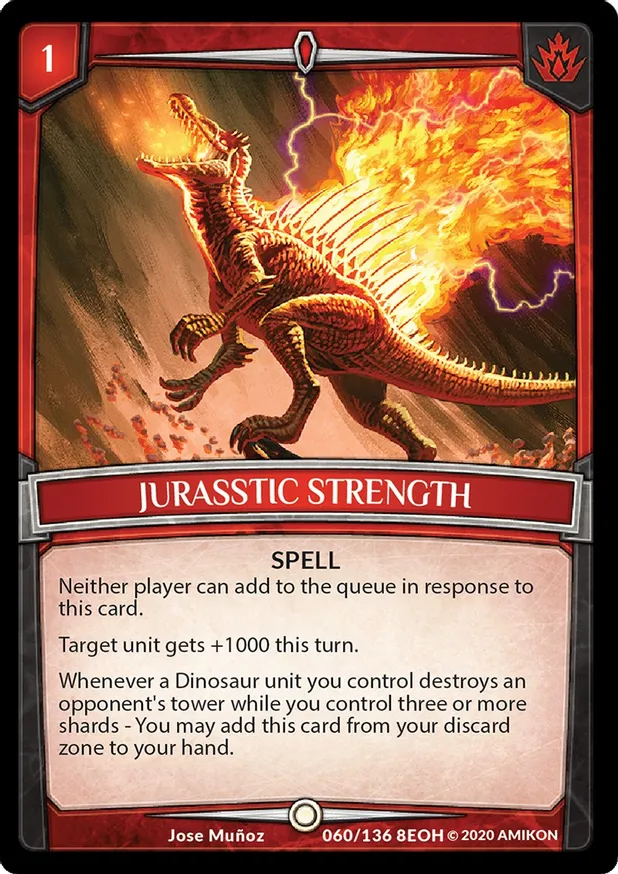 1
JURASSTIC STRENGTH
SPELL
Neither player can add to the queue in response to
this card.
Target unit gets +1000 this turn.
Whenever a Dinosaur unit you control destroys an
opponent's tower while you control three or more
shards - You may add this card from your discard
zone to your hand.
Jose Muñoz 060/136 8EOH © 2020 AMIKON